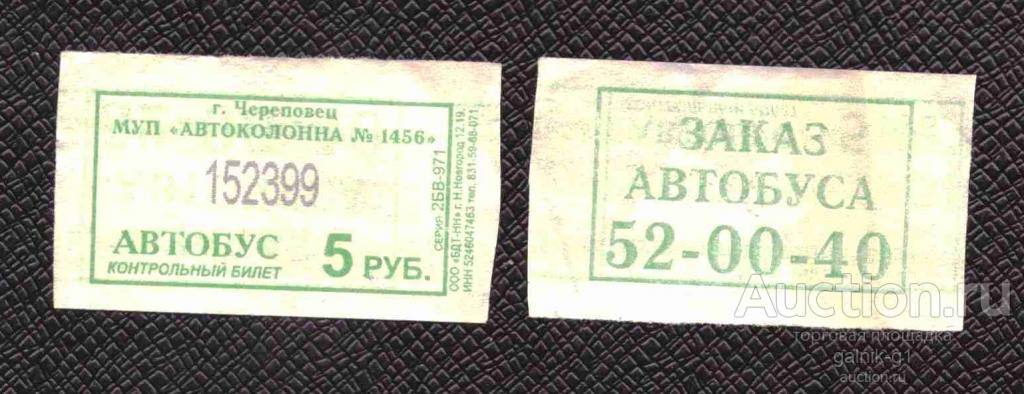 г. Череповец
МУП «АВТОКОЛОННА № 1456»
152399
АВТОБУС
КОНТРОЛЬНЫЙ БИЛЕТ
5 РУБ.
СЕРИЯ 2БВ-971
ООО «БДТ-НН» г. Н.Новгород 12.19.
ИНН 5246047463 тел. 831-59-68-071
ЗАКАЗ
АВТОБУСА
52-00-40
Auction.ru
торговая площадка
galnik-g1
auction.ru